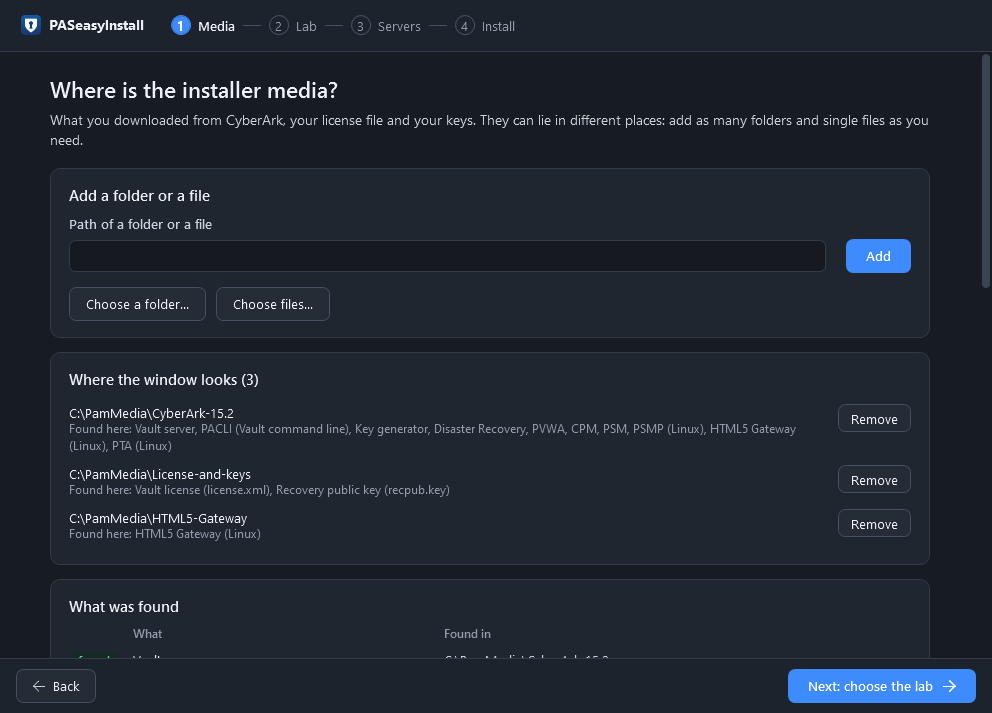 PASeasyInstall
1 Media
2 Lab
3 Servers
4 Install
Where is the installer media?
What you downloaded from CyberArk, your license file and your keys. They can lie in different places: add as many folders and single files as you
need.
Add a folder or a file
Path of a folder or a file
Add
Choose a folder...
Choose files...
Where the window looks (3)
C:\PamMedia\CyberArk-15.2
Found here: Vault server, PACLI (Vault command line), Key generator, Disaster Recovery, PVWA, CPM, PSM, PSMP (Linux), HTML5 Gateway
(Linux), PTA (Linux)
Remove
C:\PamMedia\License-and-keys
Found here: Vault license (license.xml), Recovery public key (recpub.key)
Remove
C:\PamMedia\HTML5-Gateway
Found here: HTML5 Gateway (Linux)
Remove
What was found
What Found in
← Back
Next: choose the lab →